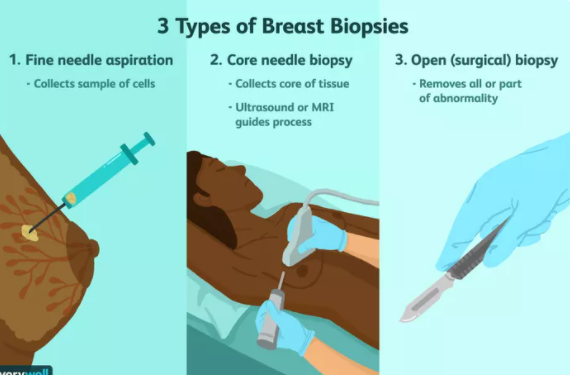 3 Types of Breast Biopsies
1. Fine needle aspiration
- Collects sample of cells
2. Core needle biopsy
- Collects core of tissue
- Ultrasound or MRI
guides process
3. Open (surgical) biopsy
- Removes all or part
of abnormality
verywell